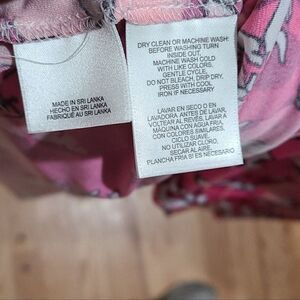 MADE IN SRI LANKA
HECHO EN SRI LANKA
FABRIQUÉ AU SRI LANKA
DRY CLEAN OR MACHINE WASH:
BEFORE WASHING TURN
INSIDE OUT.
MACHINE WASH COLD
WITH LIKE COLORS,
GENTLE CYCLE,
DO NOT BLEACH, DRIP DRY,
PRESS WITH COOL
IRON IF NECESSARY
LAVAR EN SECO O EN
LAVADORA ANTES DE LAVAR,
VOLTEAR AL REVÉS, LAVAR A
MÁQUINA CON AGUA FRIA,
CON COLORES SIMILARES,
CICLO SUAVE,
NO UTILIZAR CLORO,
SECAR AL AIRE,
PLANCHA FRIA SI ES NECESARIO